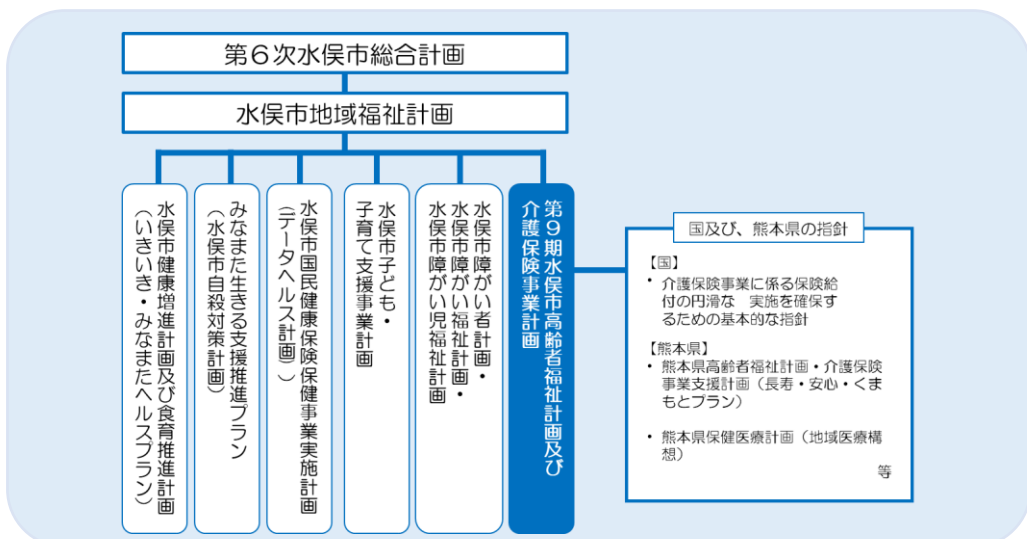 第6次水俣市総合計画
水俣市地域福祉計画
水俣市健康増進計画及び食育推進計画
（いきいき・みなまたヘルスプラン）
みなまた生きる支援推進プラン
（水俣市自殺対策計画）
水俣市国民健康保険保健事業実施計画
（データヘルス計画））
水俣市子ども・
子育て支援事業計画
水俣市障がい者計画・
水俣市障がい福祉計画・
水俣市障がい児福祉計画
第9期水俣市高齢者福祉計画及び
介護保険事業計画
国及び、熊本県の指針
【国】
• 介護保険事業に係る保険給
付の円滑な　実施を確保す
るための基本的な指針
【熊本県】
• 熊本県高齢者福祉計画・介護保険
事業支援計画（長寿・安心・くま
もとプラン）
• 熊本県保健医療計画（地域医療構
想）
等